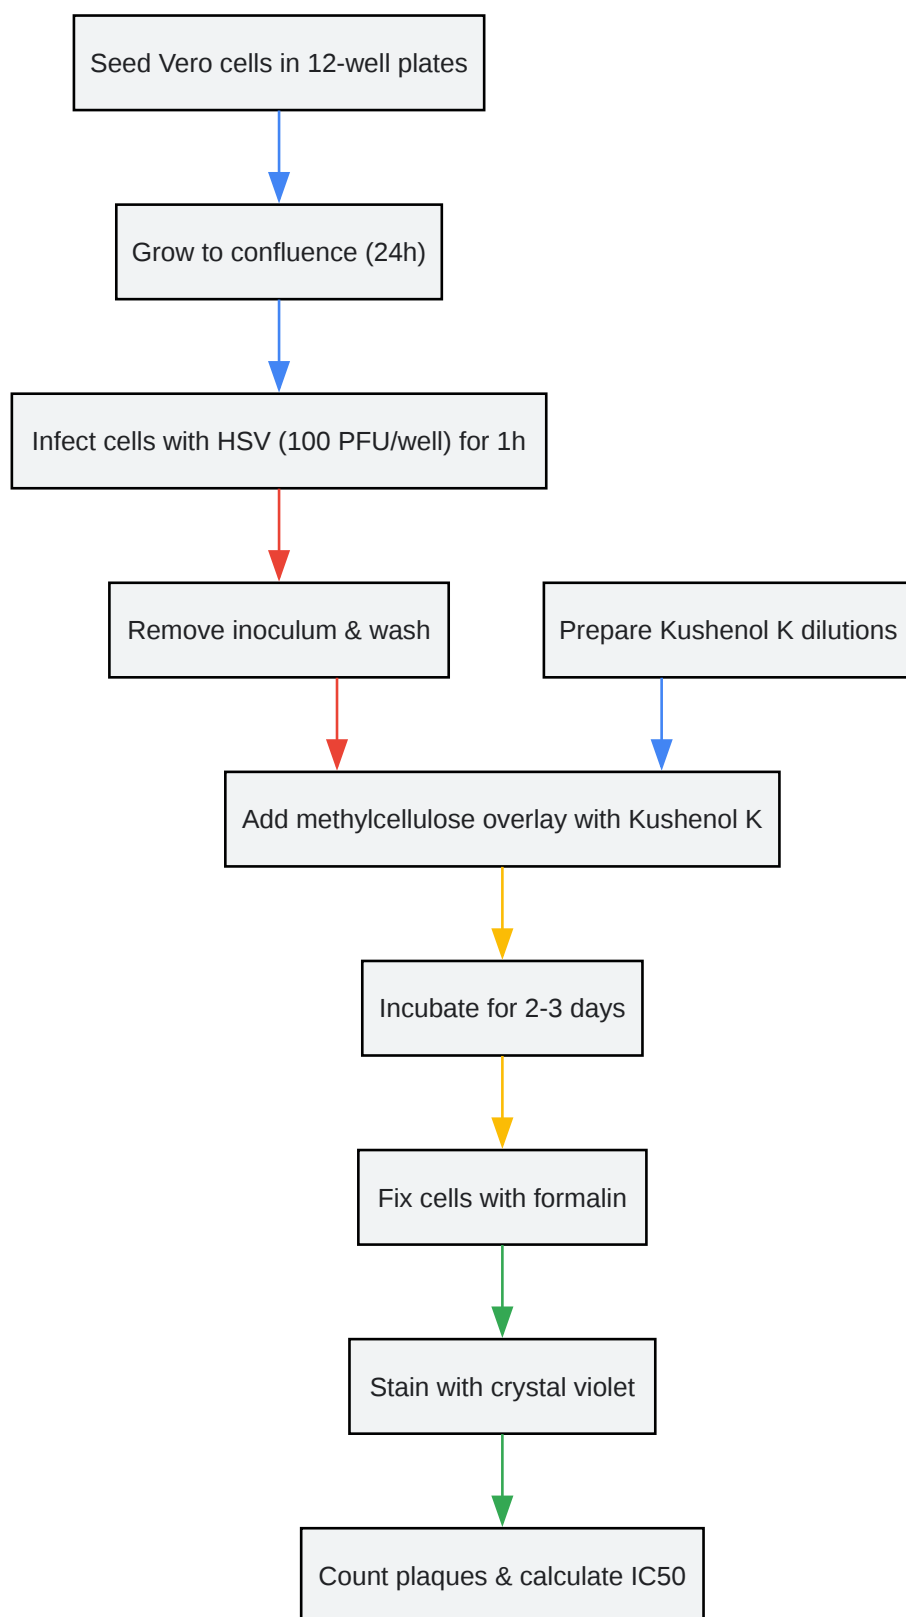 Seed Vero cells in 12-well plates
Grow to confluence (24h)
Infect cells with HSV (100 PFU/well) for 1h
Remove inoculum & wash
Prepare Kushenol K dilutions
Add methylcellulose overlay with Kushenol K
Incubate for 2-3 days
Fix cells with formalin
Stain with crystal violet
Count plaques & calculate IC50